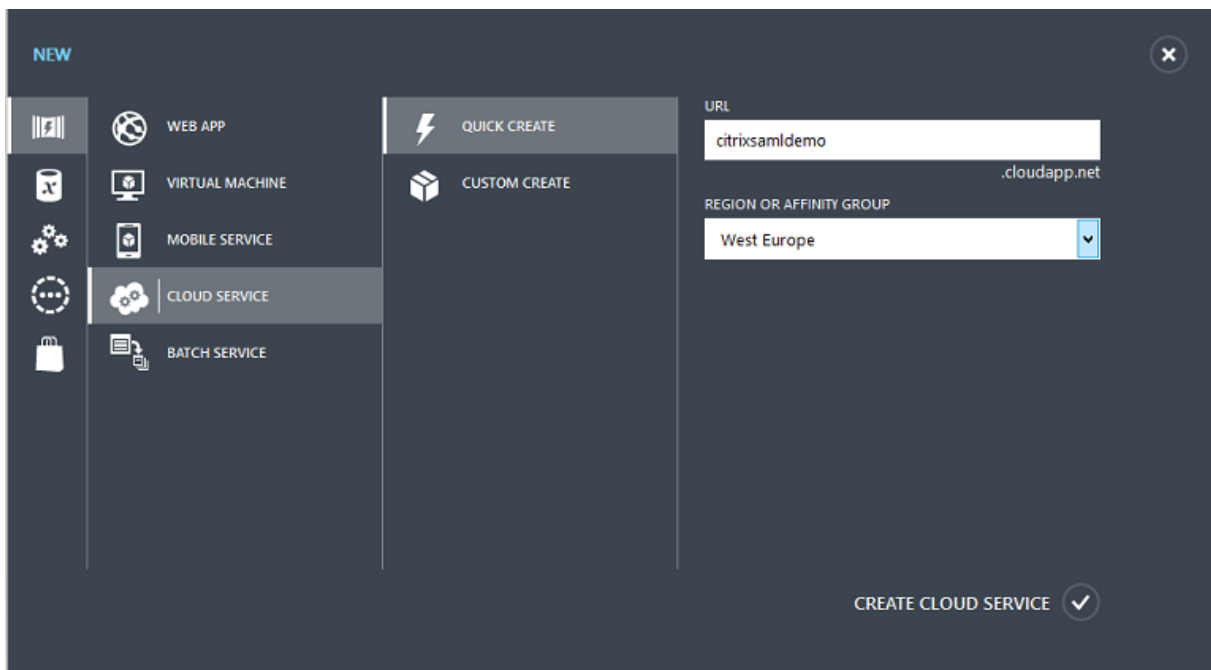 NEW
WEB APP
VIRTUAL MACHINE
MOBILE SERVICE
CLOUD SERVICE
BATCH SERVICE
QUICK CREATE
CUSTOM CREATE
URL
citrixsamldemo
.cloudapp.net
REGION OR AFFINITY GROUP
West Europe
CREATE CLOUD SERVICE